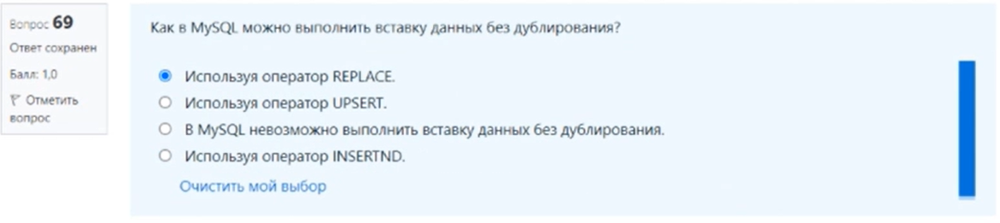 Вопрос 69
Ответ сохранен
Балл: 1,0
Отметить
вопрос
Как в MySQL можно выполнить вставку данных без дублирования?
Используя оператор REPLACE.
Используя оператор UPSERT.
В MySQL невозможно выполнить вставку данных без дублирования.
Используя оператор INSERTND.
Очистить мой выбор